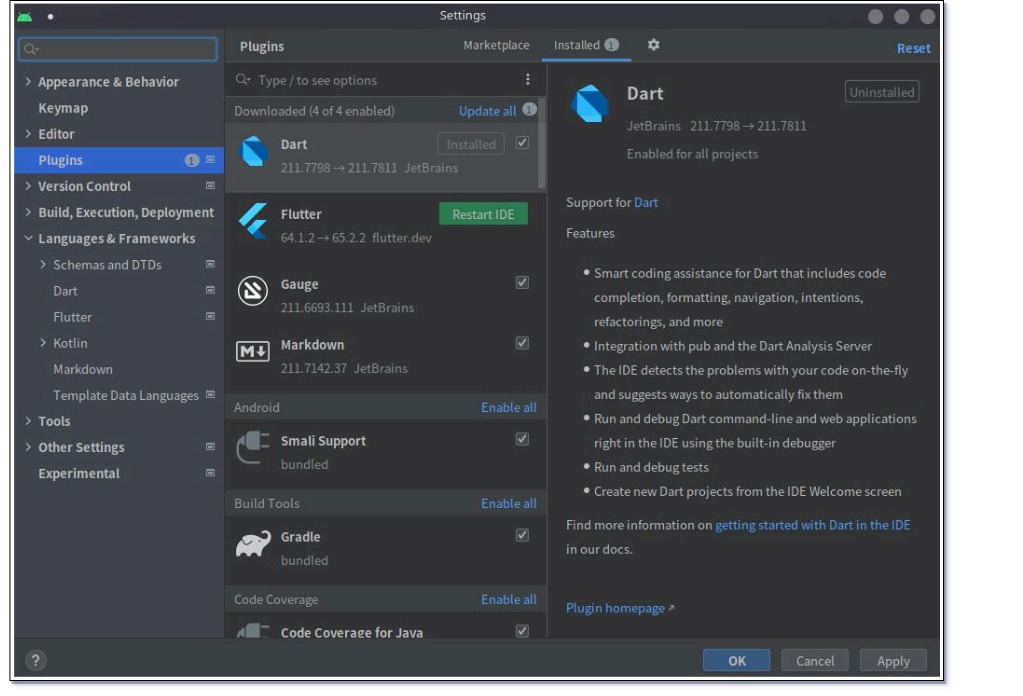 Settings
Plugins
Marketplace
Installed 1
Reset
Type / to see options
Appearance & Behavior
Keymap
Editor
Plugins 1
Version Control
Build, Execution, Deployment
Languages & Frameworks
Schemas and DTDs
Dart
Flutter
Kotlin
Markdown
Template Data Languages
Tools
Other Settings
Experimental
Downloaded (4 of 4 enabled) Update all 1
Dart Installed
211.7798 → 211.7811 JetBrains
Flutter Restart IDE
64.1.2 → 65.2.2 flutter.dev
Gauge
211.6693.111 JetBrains
Markdown
211.7142.37 JetBrains
Android Enable all
Smali Support
bundled
Build Tools Enable all
Gradle
bundled
Code Coverage Enable all
Code Coverage for Java
Dart Uninstalled
JetBrains 211.7798 → 211.7811
Enabled for all projects
Support for Dart
Features
Smart coding assistance for Dart that includes code
completion, formatting, navigation, intentions,
refactorings, and more
Integration with pub and the Dart Analysis Server
The IDE detects the problems with your code on-the-fly
and suggests ways to automatically fix them
Run and debug Dart command-line and web applications
right in the IDE using the built-in debugger
Run and debug tests
Create new Dart projects from the IDE Welcome screen
Find more information on getting started with Dart in the IDE
in our docs.
Plugin homepage ↗
?
OK
Cancel
Apply